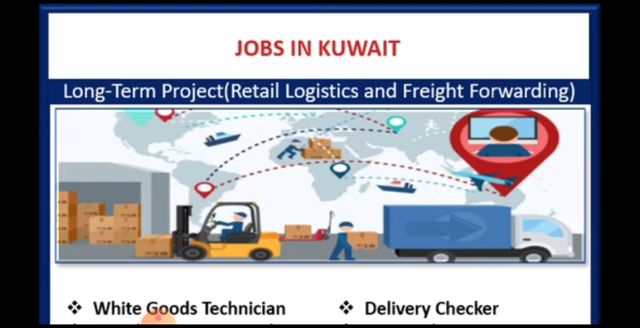 JOBS IN KUWAIT
Long-Term Project(Retail Logistics and Freight Forwarding)
❖ White Goods Technician
❖ Delivery Checker